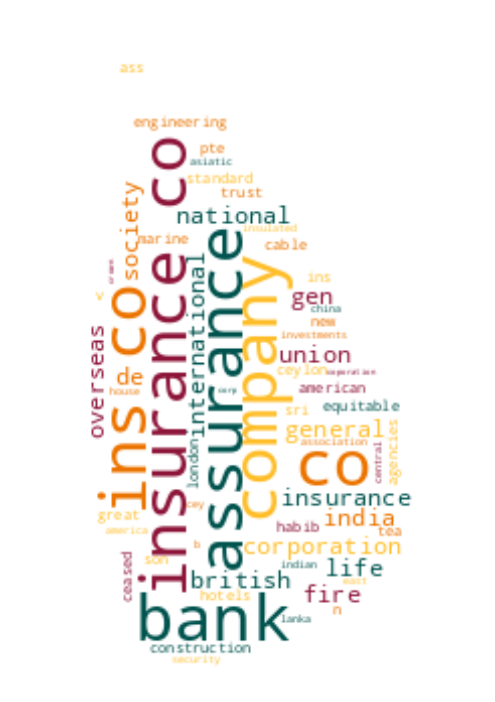 ass
engineering
pte
asiatic
standard
trust
society
national
insulated
marine
cable
insurance co
ins co
assurance
company
international
ins
gen
china
new
investments
v
overseas
union
ceylon
corporation
de
house
american
corp
equitable
sri
general
association
central
agencies
co
london
insurance
cey
great
india
habib
america
tea
b
corporation
son
ceased
indian
life
british
east
hotels
fire
n
bank
lanka
construction
security